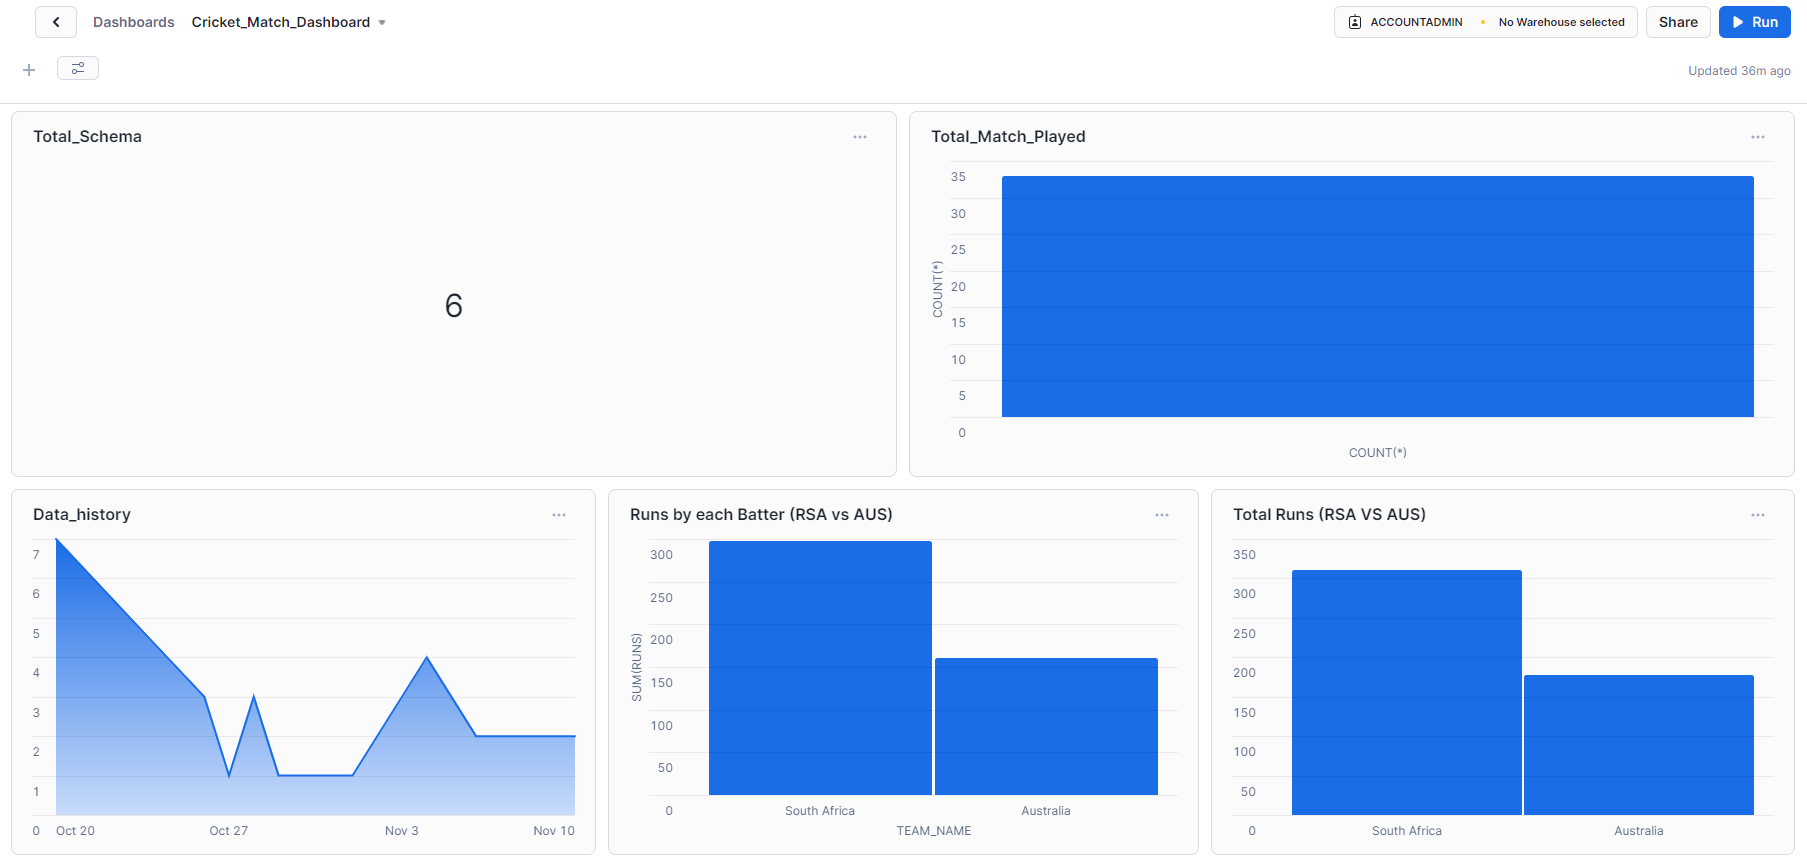 Dashboards Cricket_Match_Dashboard
ACCOUNTADMIN • No Warehouse selected
Share
Run
Updated 36m ago
Total_Schema
6
Total_Match_Played
COUNT(*)
35
30
25
20
15
10
5
0
COUNT(*)
Data_history
7
6
5
4
3
2
1
0
Oct 20 Oct 27 Nov 3 Nov 10
Runs by each Batter (RSA vs AUS)
SUM(RUNS)
300
250
200
150
100
50
0
South Africa Australia
TEAM_NAME
Total Runs (RSA VS AUS)
350
300
250
200
150
100
50
0
South Africa Australia